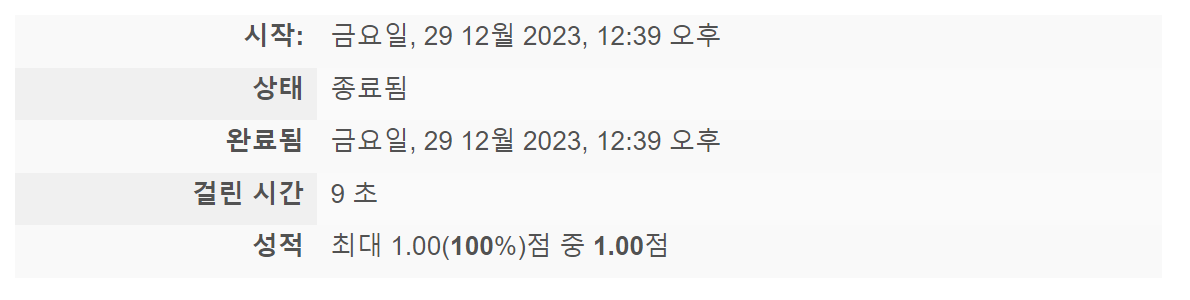 시작: 금요일, 29 12월 2023, 12:39 오후
상태 종료됨
완료됨 금요일, 29 12월 2023, 12:39 오후
걸린 시간 9 초
성적 최대 1.00(100%)점 중 1.00점